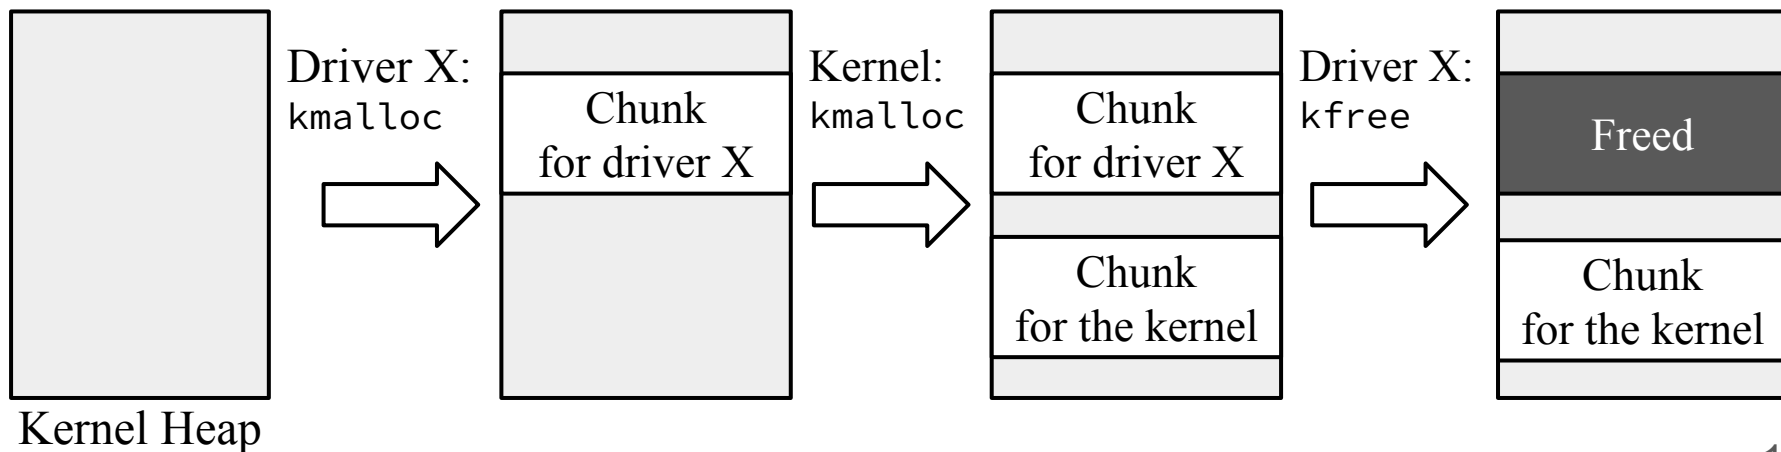 Driver X:
kmalloc
Chunk
for driver X
Kernel:
kmalloc
Chunk
for driver X
Chunk
for the kernel
Driver X:
kfree
Freed
Chunk
for the kernel
Kernel Heap